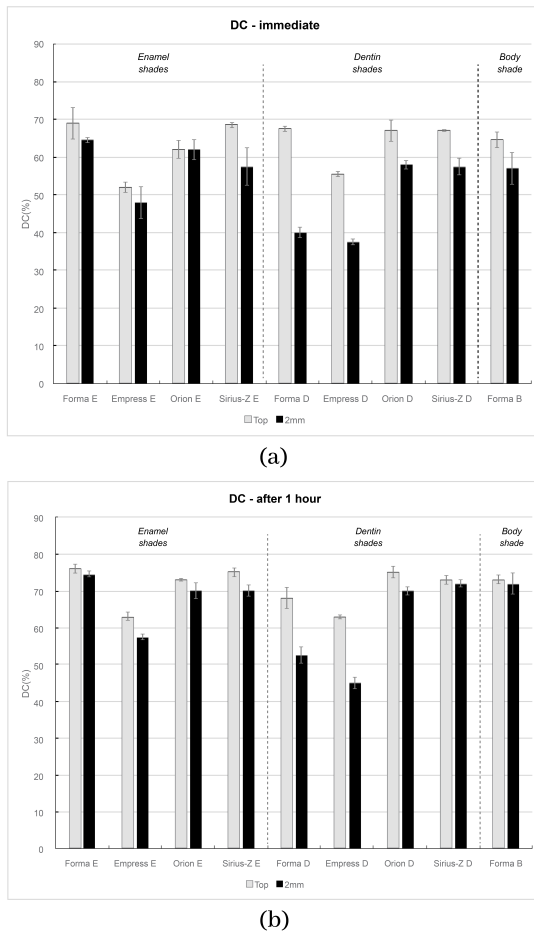 DC - immediate
90
80
70
60
50
40
30
20
10
0
DC(%)
Enamel
shades
Dentin
shades
Body
shade
Forma E Empress E Orion E Sirius-Z E Forma D Empress D Orion D Sirius-Z D Forma B
Top 2mm
(a)
DC - after 1 hour
90
80
70
60
50
40
30
20
10
0
DC(%)
Enamel
shades
Dentin
shades
Body
shade
Forma E Empress E Orion E Sirius-Z E Forma D Empress D Orion D Sirius-Z D Forma B
Top 2mm
(b)